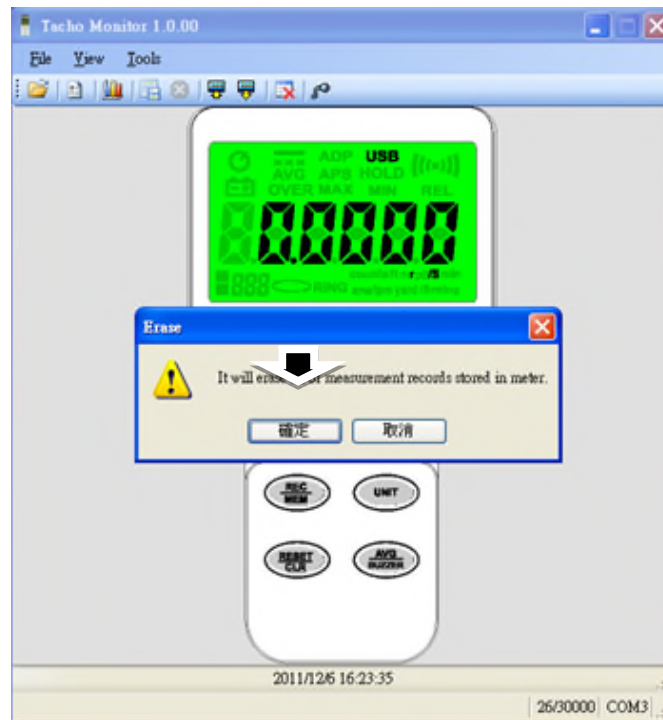 Tacho Monitor 1.0.00
File View Tools
ADP USB
AVG APS HOLD ((•))
OVER MAX MIN REL
0.0000
888 RING
Erase
It will erase measurement records stored in meter.
確定 取消
REC MEM
UNIT
RESET CLR
AVG BUZZER
2011/12/6 16:23:35
26/30000 COM3